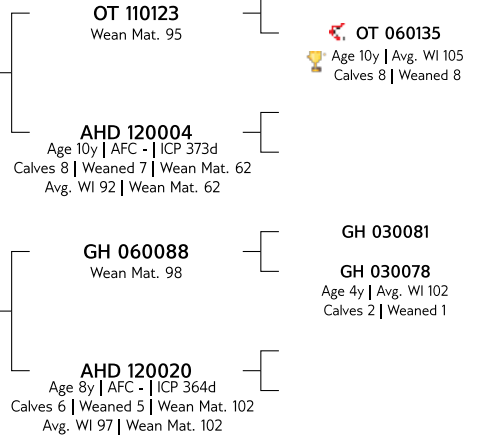 OT 110123
Wean Mat. 95
OT 060135
Age 10y | Avg. WI 105
Calves 8 | Weaned 8
AHD 120004
Age 10y | AFC - | ICP 373d
Calves 8 | Weaned 7 | Wean Mat. 62
Avg. WI 92 | Wean Mat. 62
GH 030081
GH 060088
Wean Mat. 98
GH 030078
Age 4y | Avg. WI 102
Calves 2 | Weaned 1
AHD 120020
Age 8y | AFC - | ICP 364d
Calves 6 | Weaned 5 | Wean Mat. 102
Avg. WI 97 | Wean Mat. 102